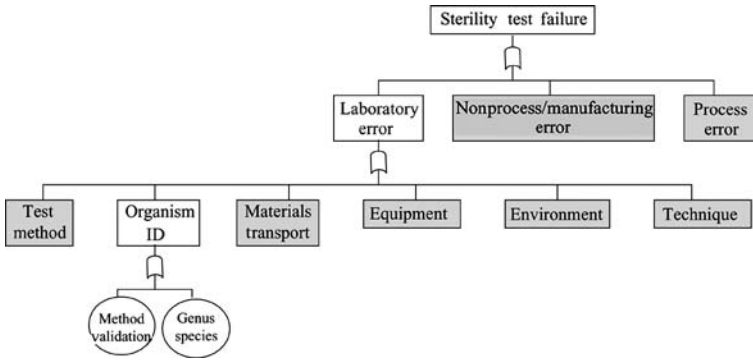 Sterility test failure
Laboratory
error
Nonprocess/manufacturing
error
Process
error
Test
method
Organism
ID
Materials
transport
Equipment
Environment
Technique
Method
validation
Genus
species